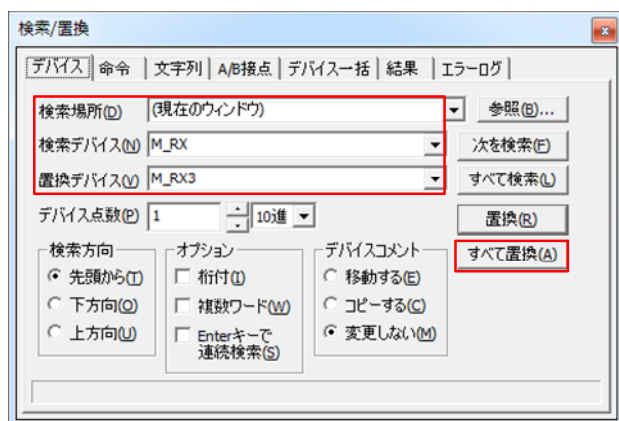 検索/置換
デバイス 命令 文字列 A/B接点 デバイス一括 結果 エラーログ
検索場所(D) (現在のウィンドウ) 参照(B)...
検索デバイス(N) M_RX 次を検索(F)
置換デバイス(V) M_RX3 すべて検索(L)
デバイス点数(P) 1 10進 置換(R)
検索方向 オプション デバイスコメント すべて置換(A)
先頭から(T) 桁付(I) 移動する(E)
下方向(O) 複数ワード(W) コピーする(C)
上方向(U) Enterキーで 変更しない(M)
連続検索(S)